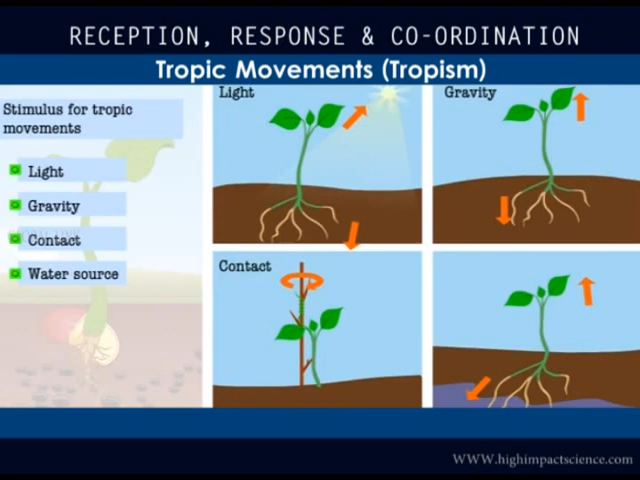 RECEPTION, RESPONSE & CO-ORDINATION
Tropic Movements (Tropism)
Stimulus for tropic
movements
Light
Gravity
Contact
Water source
Light
Gravity
Contact
WWW.highimpactscience.com